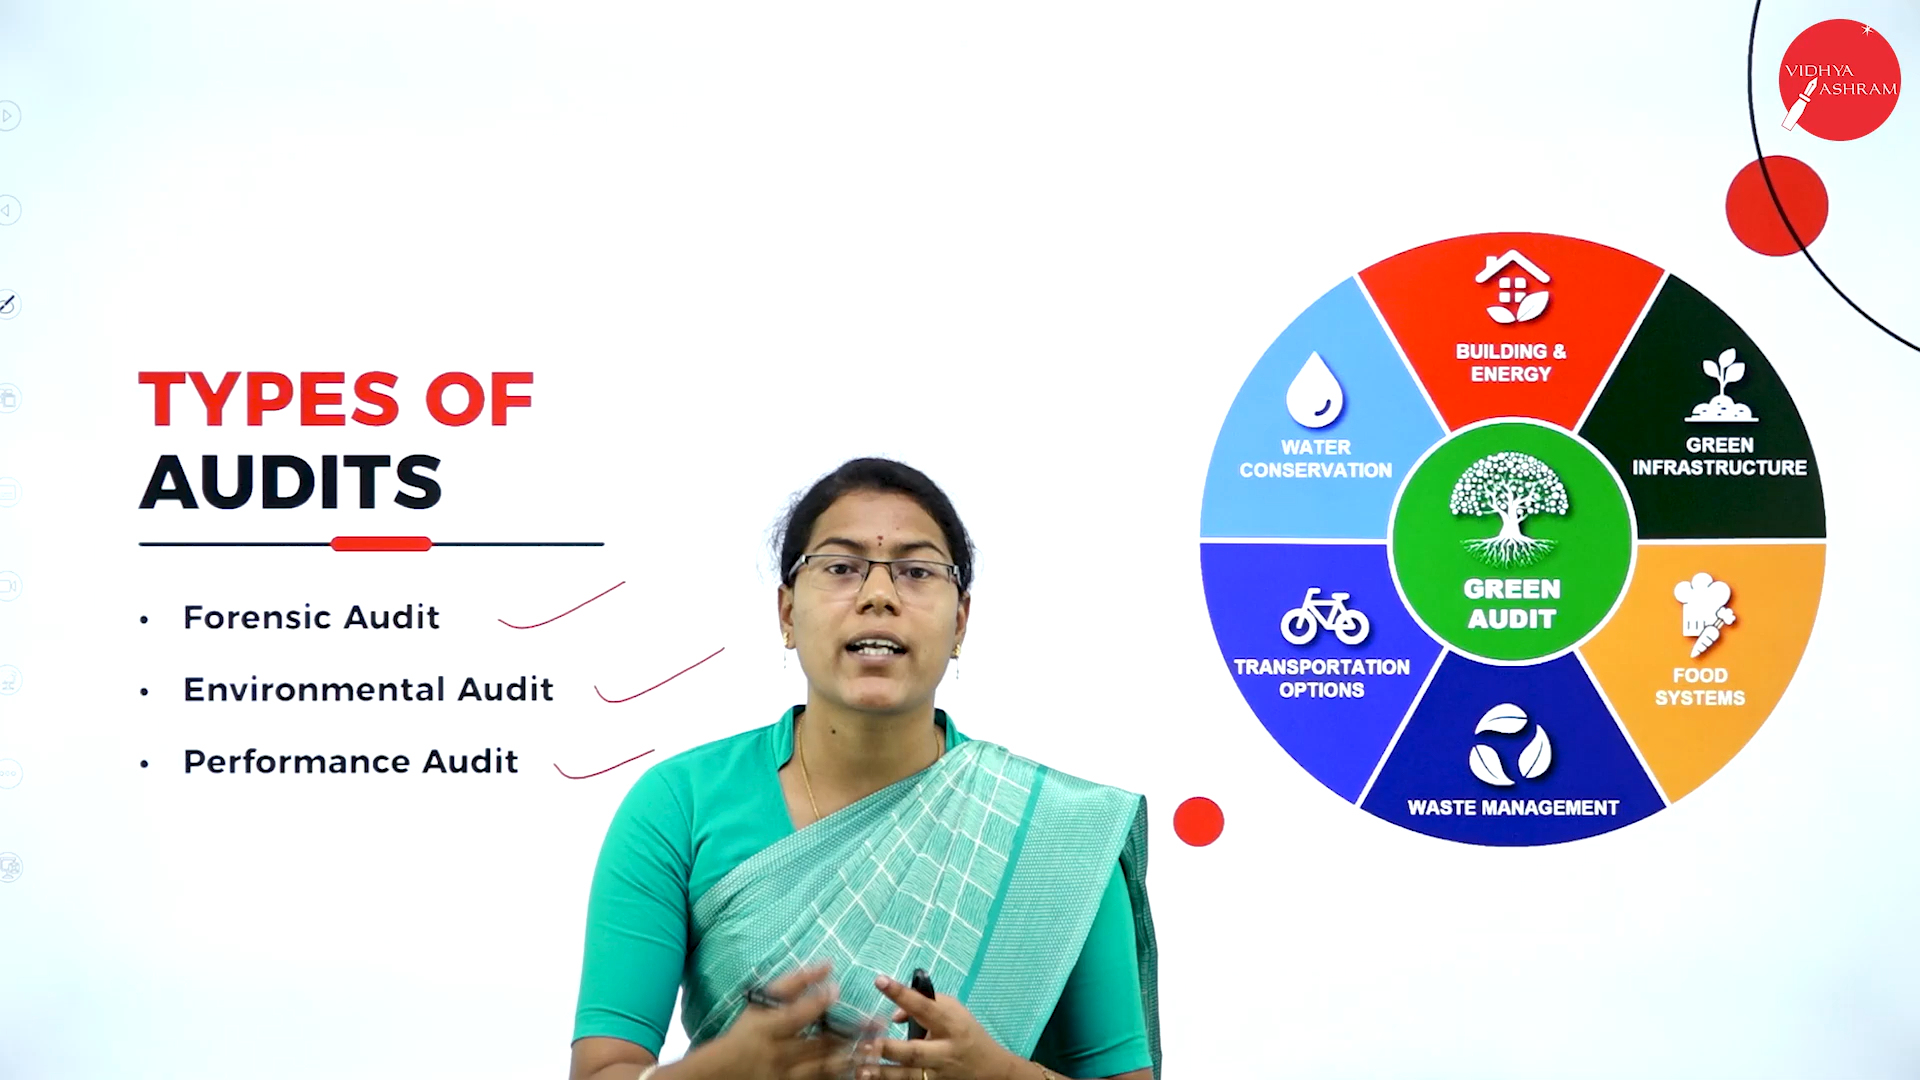 VIDHYA
ASHRAM
TYPES OF
AUDITS
• Forensic Audit
• Environmental Audit
• Performance Audit
BUILDING &
ENERGY
GREEN
INFRASTRUCTURE
FOOD
SYSTEMS
WASTE MANAGEMENT
TRANSPORTATION
OPTIONS
WATER
CONSERVATION
GREEN
AUDIT